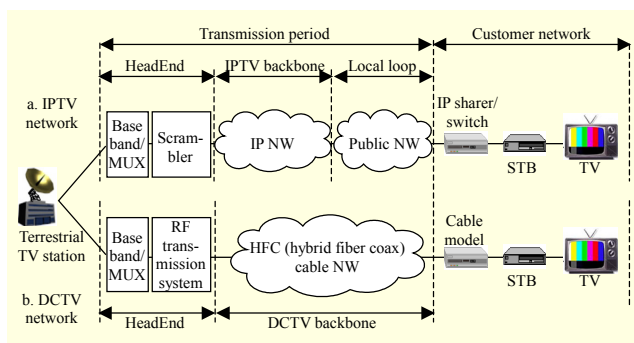 Transmission period
Customer network
HeadEnd
IPTV backbone
Local loop
a. IPTV
network
Base
band/
MUX
Scram-
bler
IP NW
Public NW
IP sharer/
switch
STB
TV
Terrestrial
TV station
Base
band/
MUX
RF
trans-
mission
system
HFC (hybrid fiber coax)
cable NW
Cable
model
STB
TV
b. DCTV
network
HeadEnd
DCTV backbone